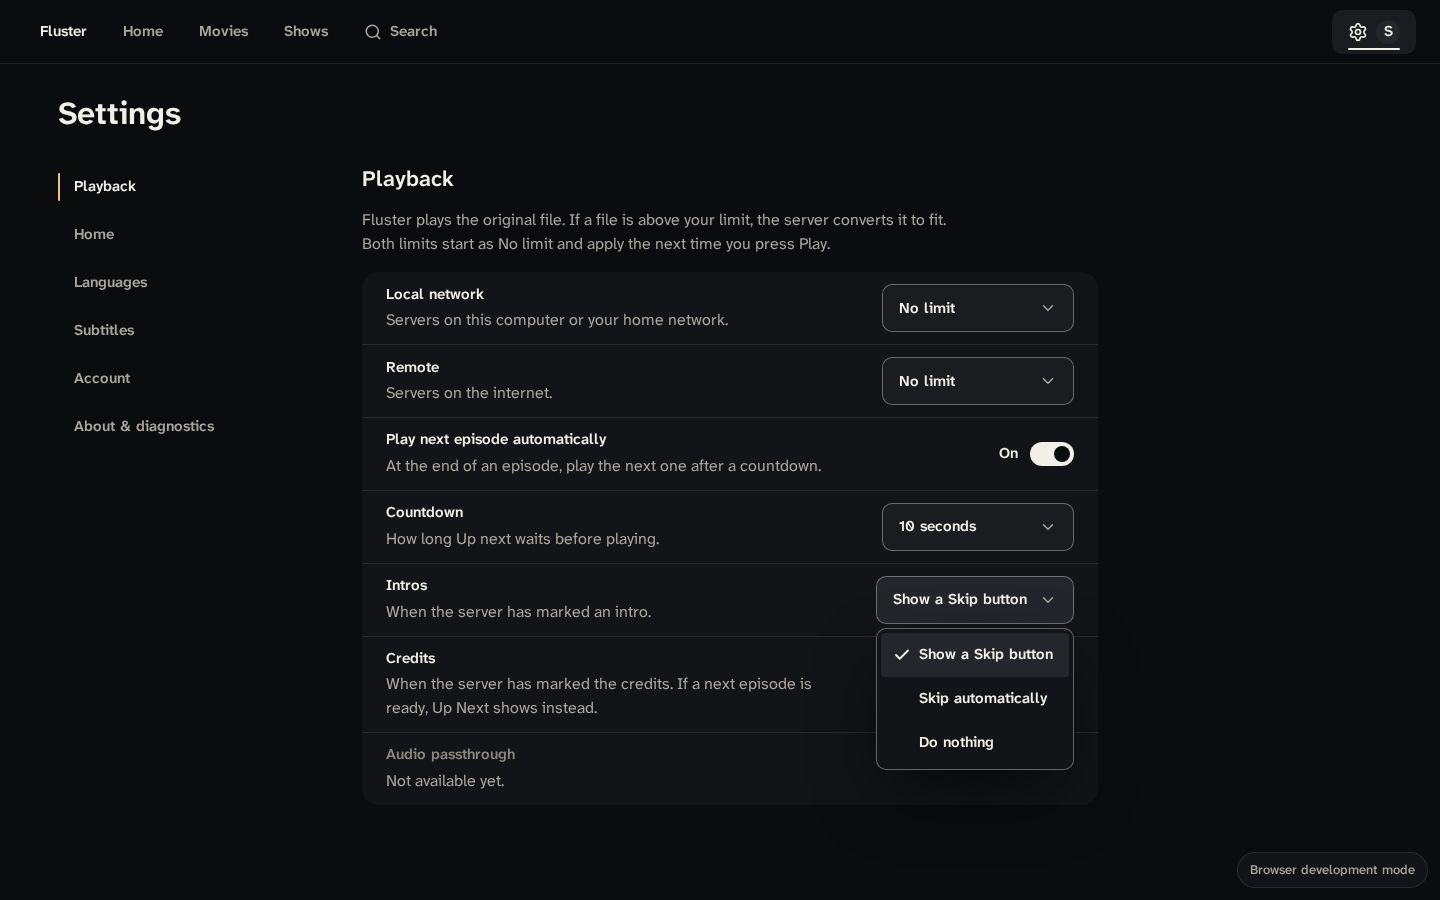 Fluster
Home
Movies
Shows
Search
S
Settings
Playback
Home
Languages
Subtitles
Account
About & diagnostics
Playback
Fluster plays the original file. If a file is above your limit, the server converts it to fit.
Both limits start as No limit and apply the next time you press Play.
Local network
Servers on this computer or your home network.
No limit
Remote
Servers on the internet.
No limit
Play next episode automatically
At the end of an episode, play the next one after a countdown.
On
Countdown
How long Up next waits before playing.
10 seconds
Intros
When the server has marked an intro.
Show a Skip button
Show a Skip button
Skip automatically
Do nothing
Credits
When the server has marked the credits. If a next episode is
ready, Up Next shows instead.
Audio passthrough
Not available yet.
Browser development mode